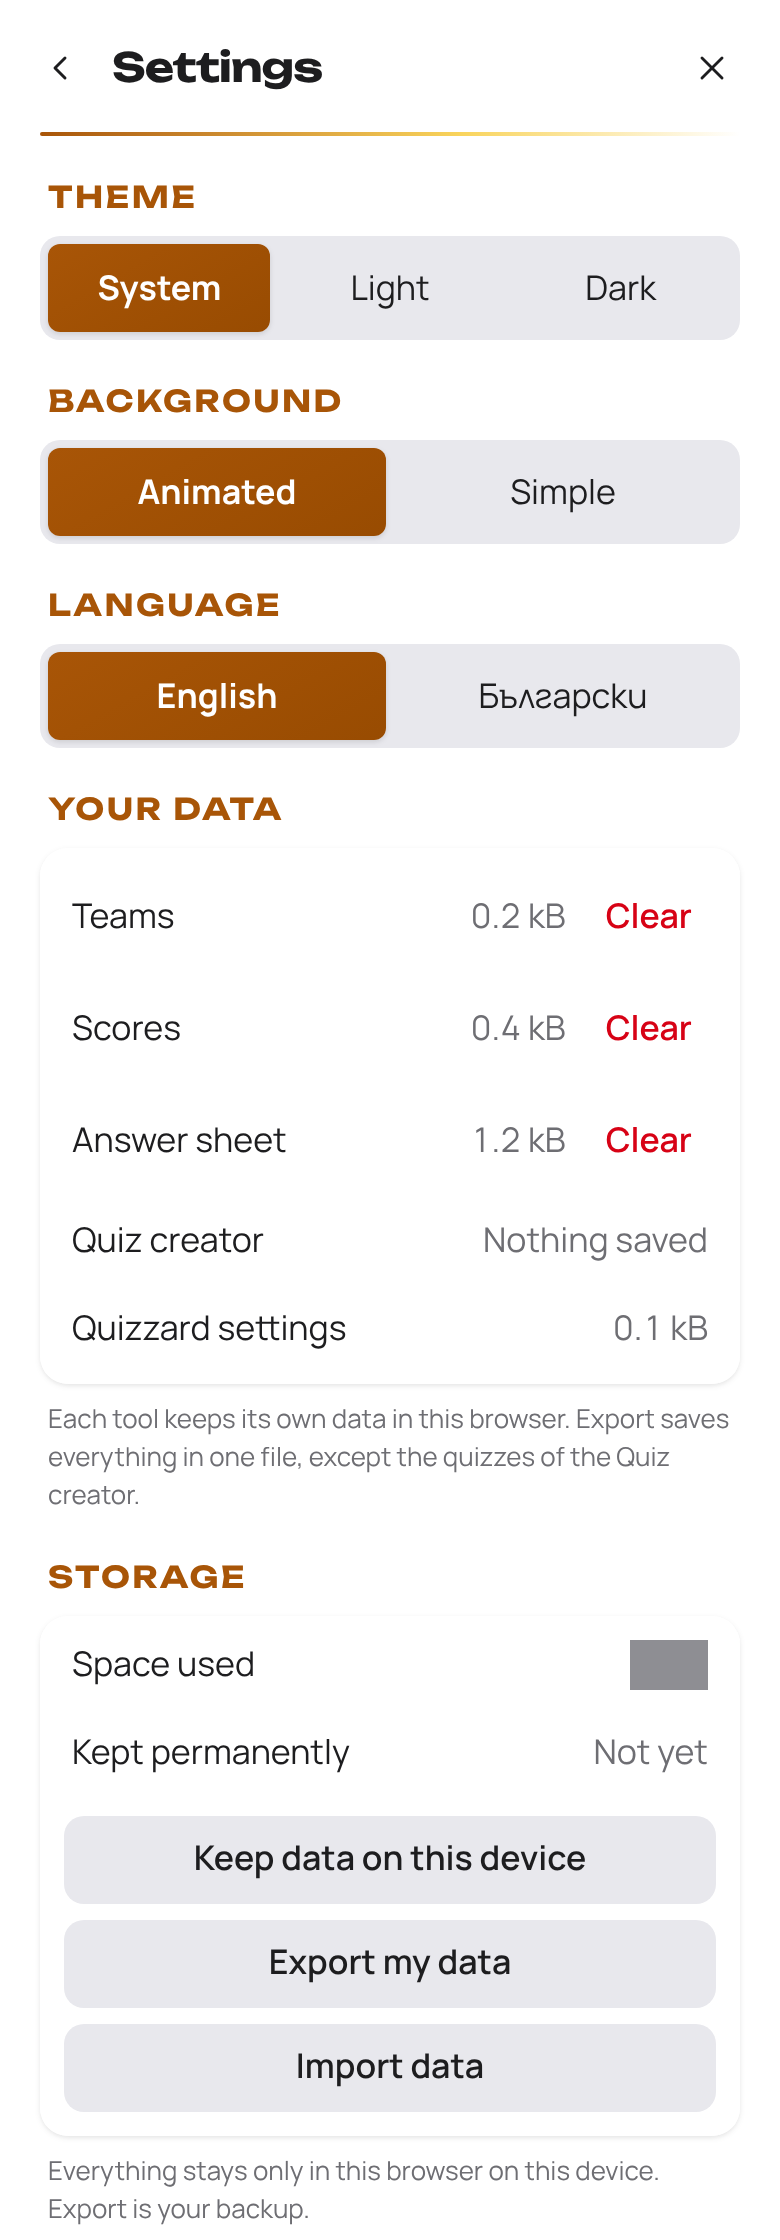 Settings
THEME
System Light Dark
BACKGROUND
Animated Simple
LANGUAGE
English Български
YOUR DATA
Teams 0.2 kB Clear
Scores 0.4 kB Clear
Answer sheet 1.2 kB Clear
Quiz creator Nothing saved
Quizzard settings 0.1 kB
Each tool keeps its own data in this browser. Export saves
everything in one file, except the quizzes of the Quiz
creator.
STORAGE
Space used
Kept permanently Not yet
Keep data on this device
Export my data
Import data
Everything stays only in this browser on this device.
Export is your backup.